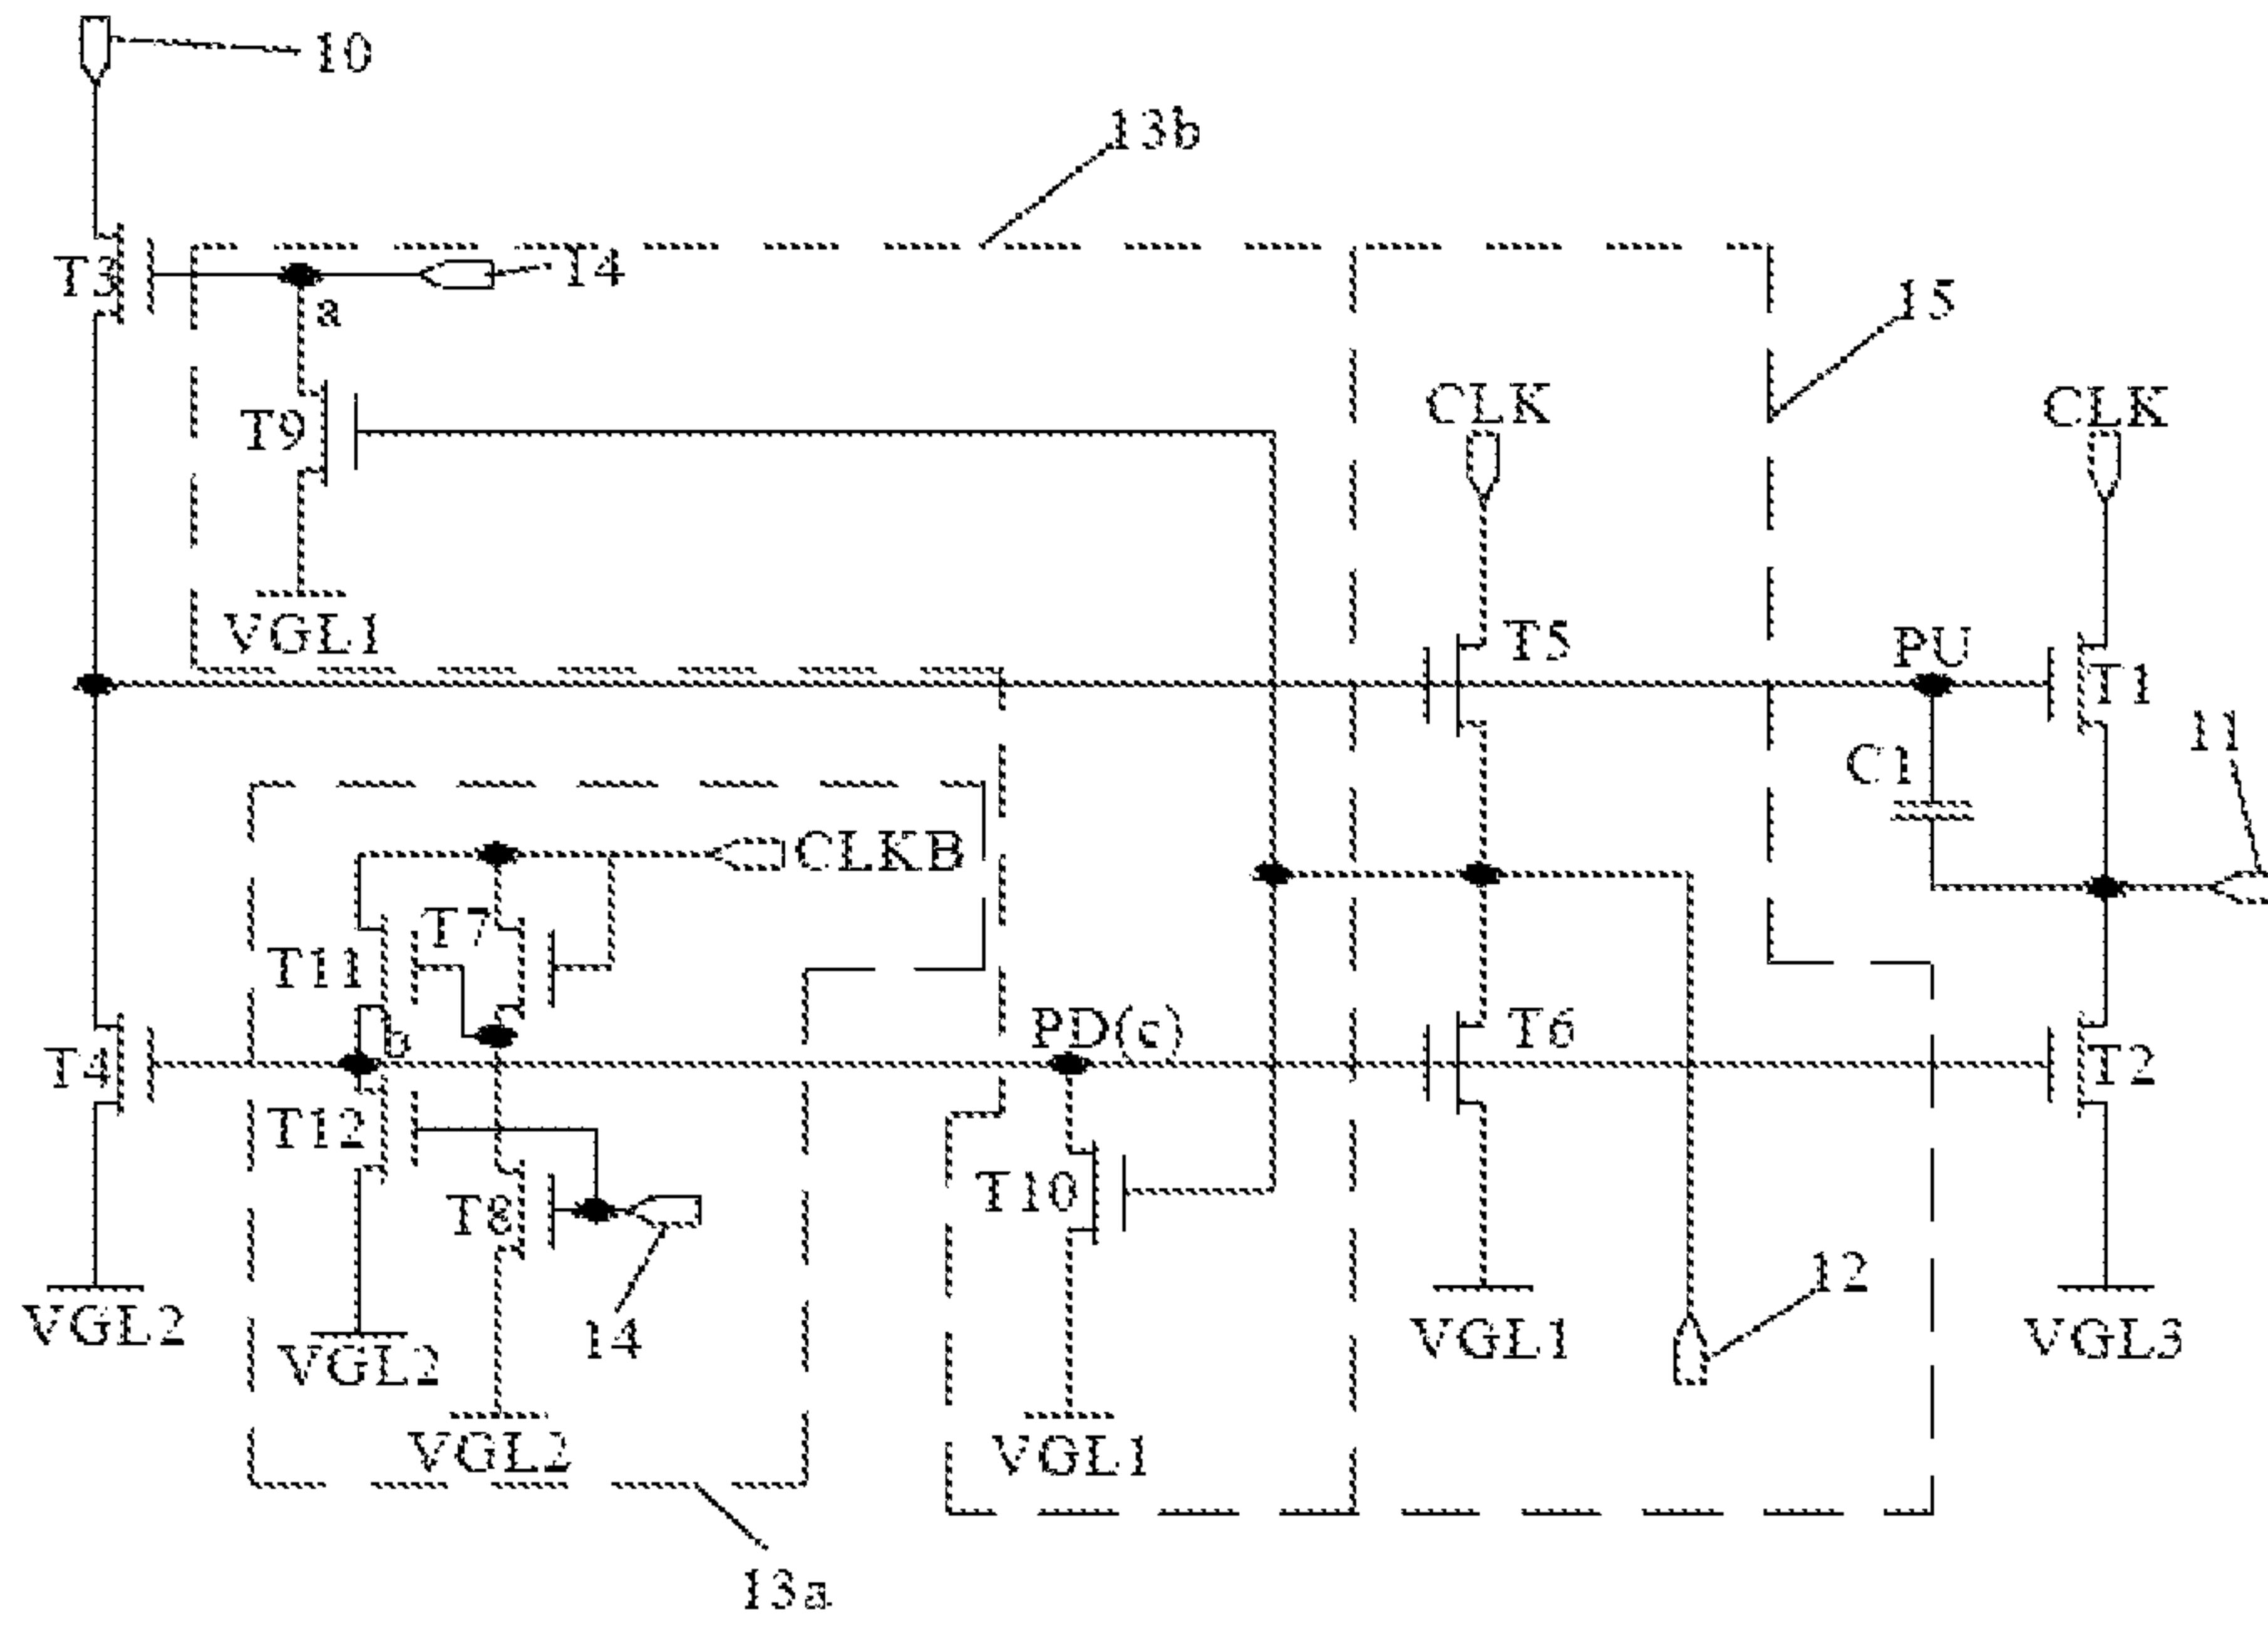 10
13b
T3
14
a
15
T9
CLK
CLK
VGL1
T5
PU
T1
11
C1
CLKB
T7
T11
b
PD(c)
T6
T4
T2
T12
T10
T8
12
VGL2
14
VGL1
VGL3
VGL2
VGL2
VGL1
13a